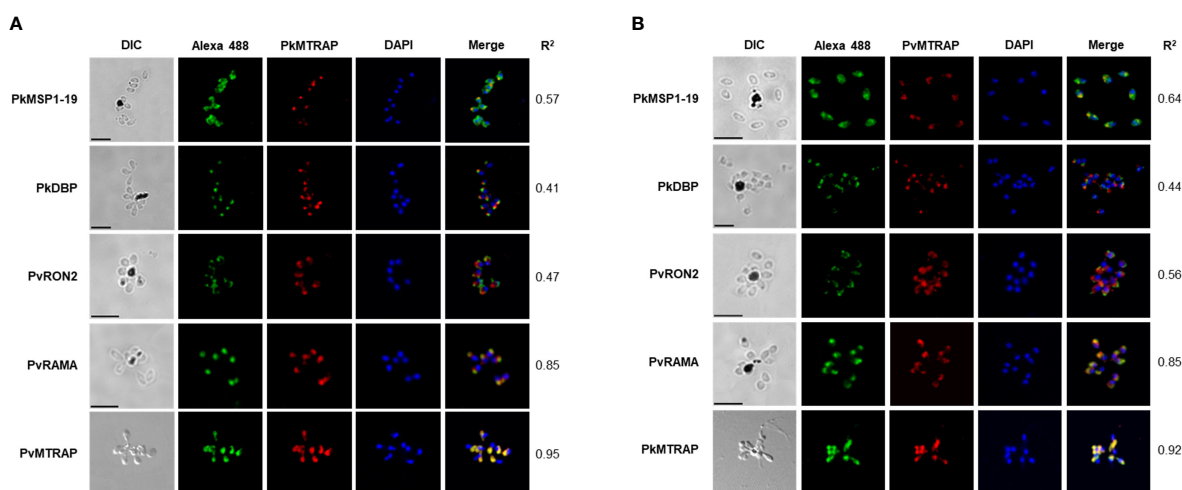 A
DIC Alexa 488 PkMTRAP DAPI Merge R²
PkMSP1-19 0.57
PkDBP 0.41
PvRON2 0.47
PvRAMA 0.85
PvMTRAP 0.95
B
DIC Alexa 488 PvMTRAP DAPI Merge R²
PkMSP1-19 0.64
PkDBP 0.44
PvRON2 0.56
PvRAMA 0.85
PkMTRAP 0.92